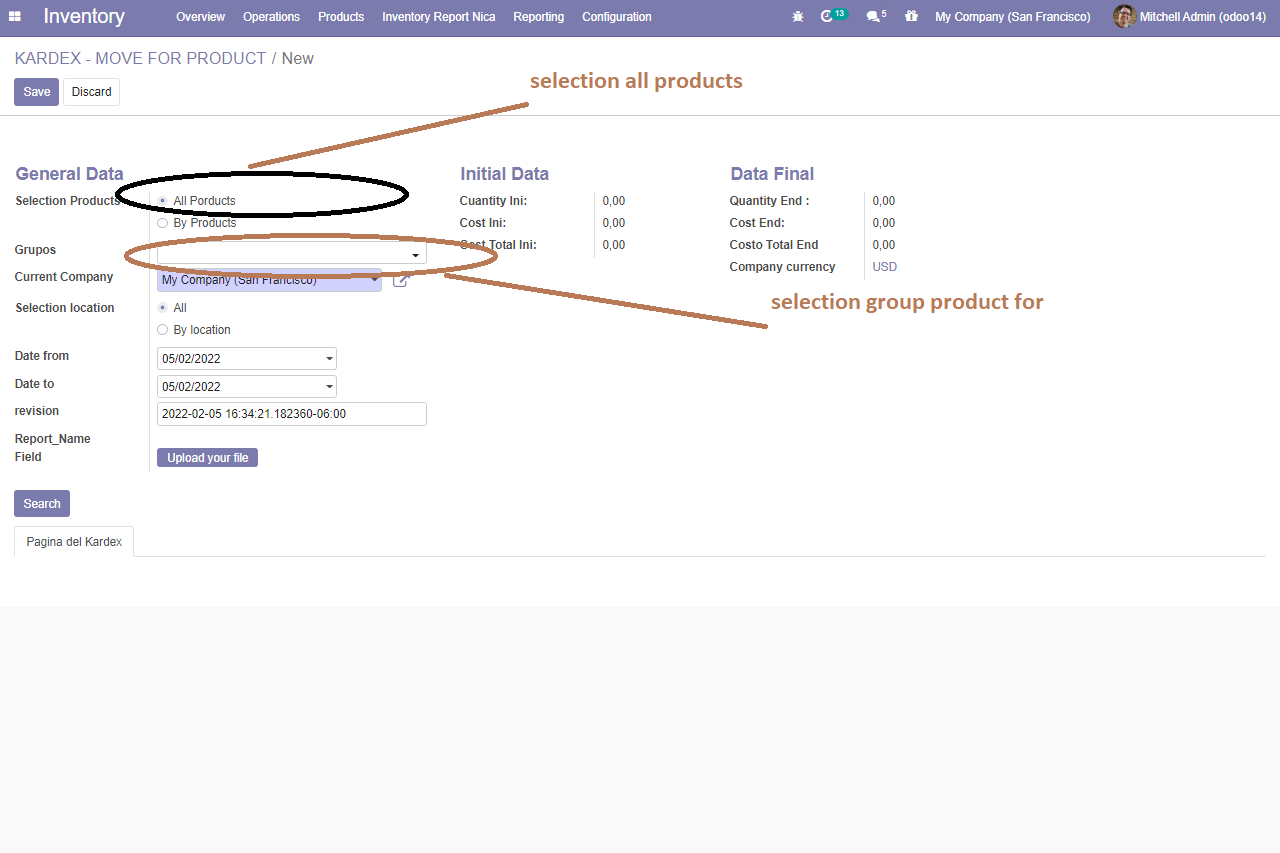 Inventory Overview Operations Products Inventory Report Nica Reporting Configuration 13 5 My Company (San Francisco) Mitchell Admin (odoo14)
KARDEX - MOVE FOR PRODUCT / New
selection all products
Save Discard
General Data Initial Data Data Final
Selection Products All Porducts Cuantity Ini: 0,00 Quantity End : 0,00
By Products Cost Ini: 0,00 Cost End: 0,00
Grupos Cost Total Ini: 0,00 Costo Total End 0,00
Company currency USD
Current Company My Company (San Francisco)
selection group product for
Selection location All
By location
Date from 05/02/2022
Date to 05/02/2022
revision 2022-02-05 16:34:21.182360-06:00
Report_Name
Field Upload your file
Search
Pagina del Kardex